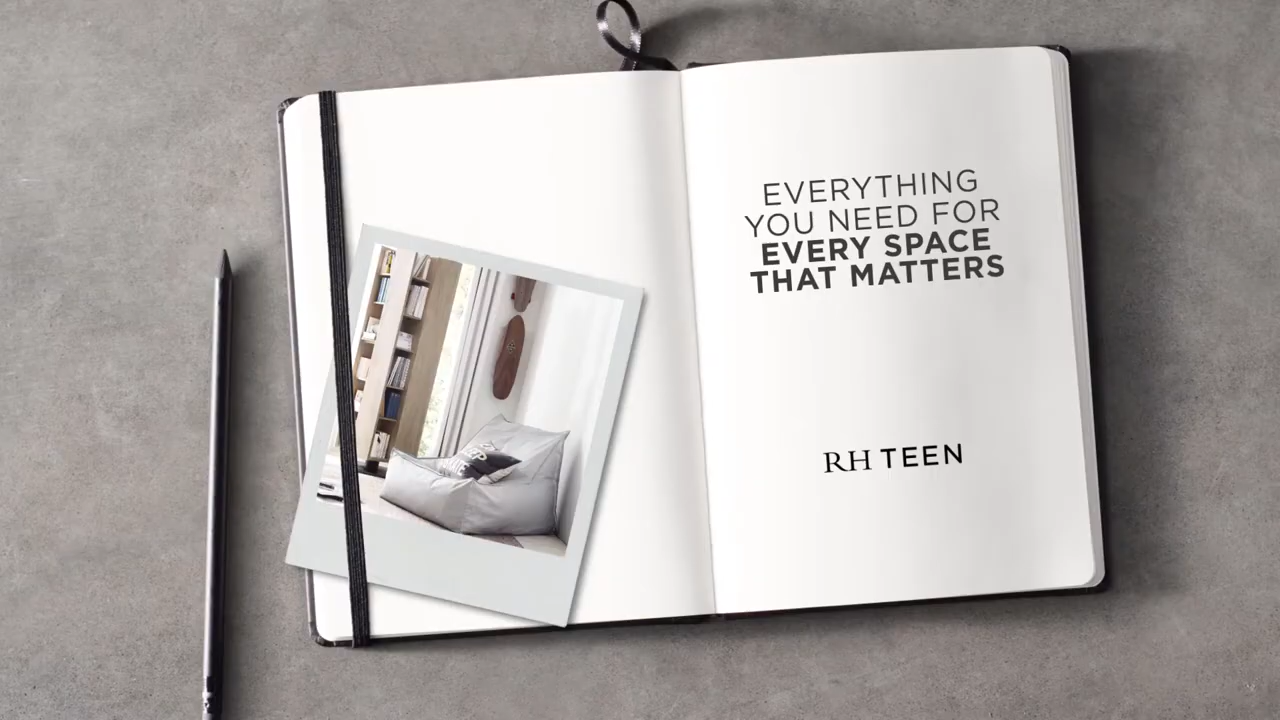 EVERYTHING
YOU NEED FOR
EVERY SPACE
THAT MATTERS
RH TEEN